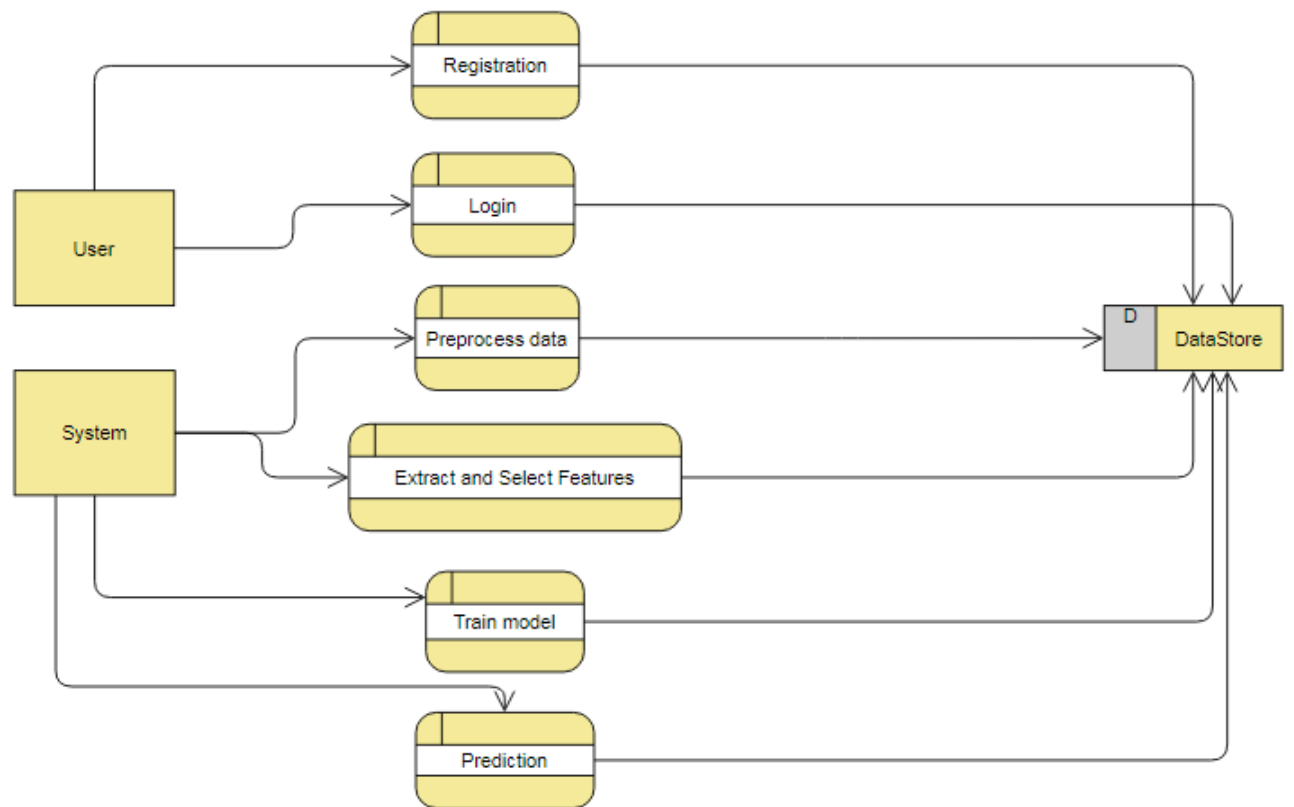 Registration
Login
User
Preprocess data
D
DataStore
System
Extract and Select Features
Train model
Prediction